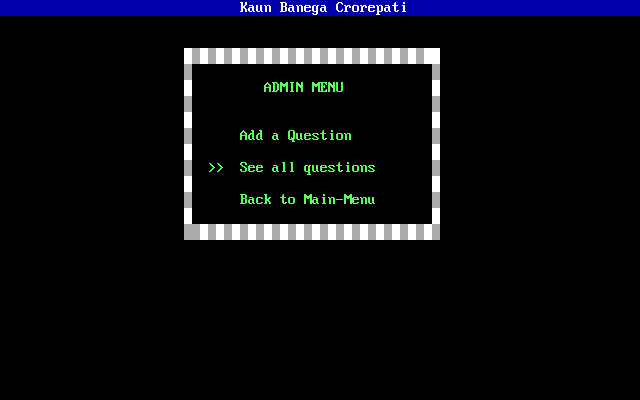 Kaun Banega Crorepati
ADMIN MENU
Add a Question
>> See all questions
Back to Main-Menu